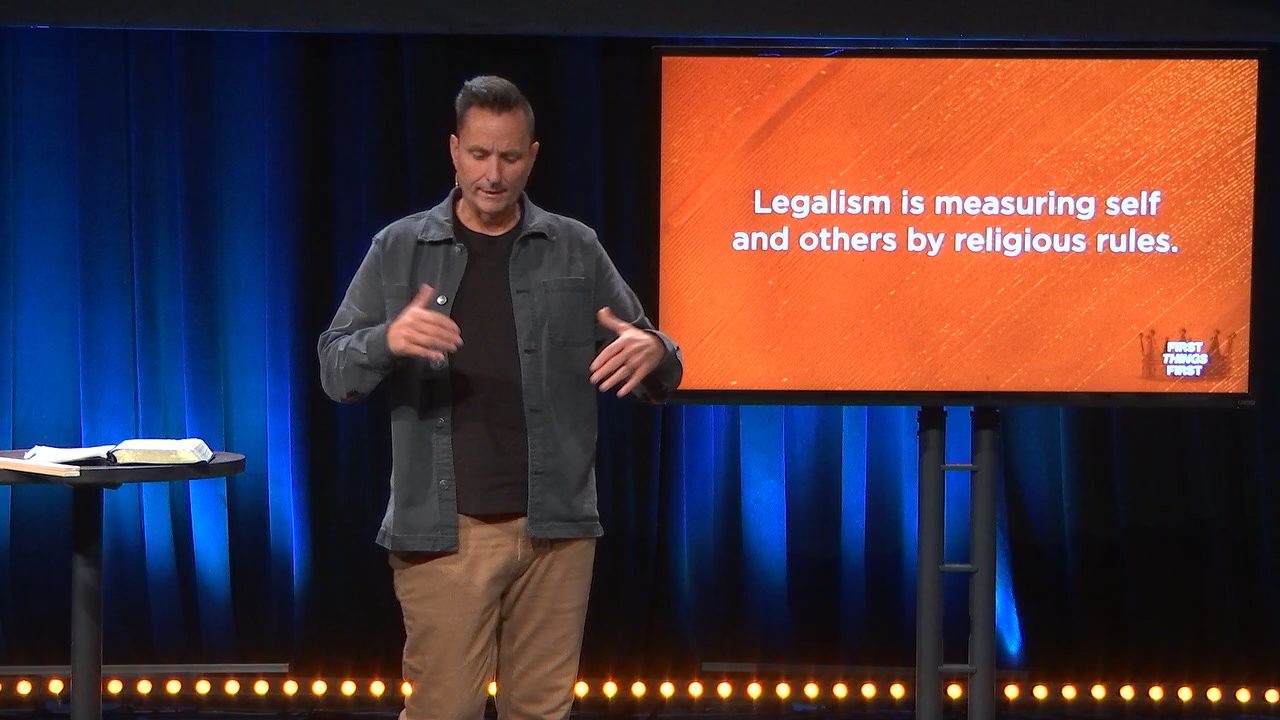 Legalism is measuring self
and others by religious rules.
FIRST
THINGS
FIRST